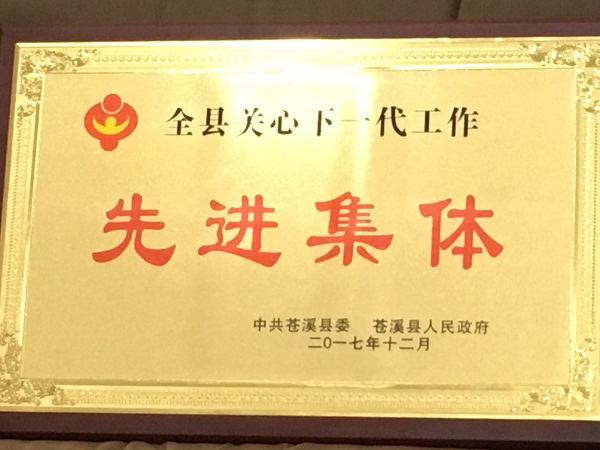 全县关心下一代工作
先进集体
中共苍溪县委 苍溪县人民政府
二〇一七年十二月